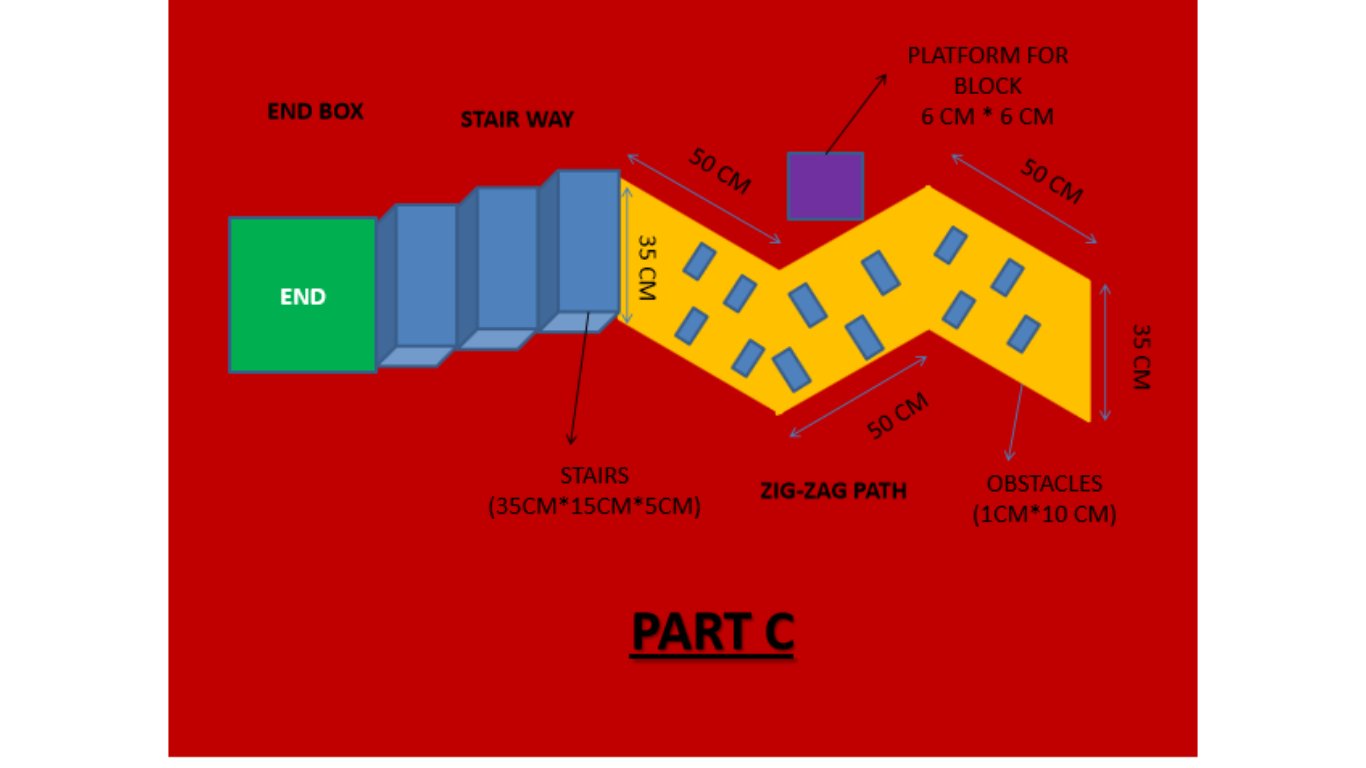 PLATFORM FOR
BLOCK
6 CM * 6 CM
END BOX
STAIR WAY
50 CM
50 CM
35 CM
END
35 CM
50 CM
STAIRS
(35CM*15CM*5CM)
ZIG-ZAG PATH
OBSTACLES
(1CM*10 CM)
PART C